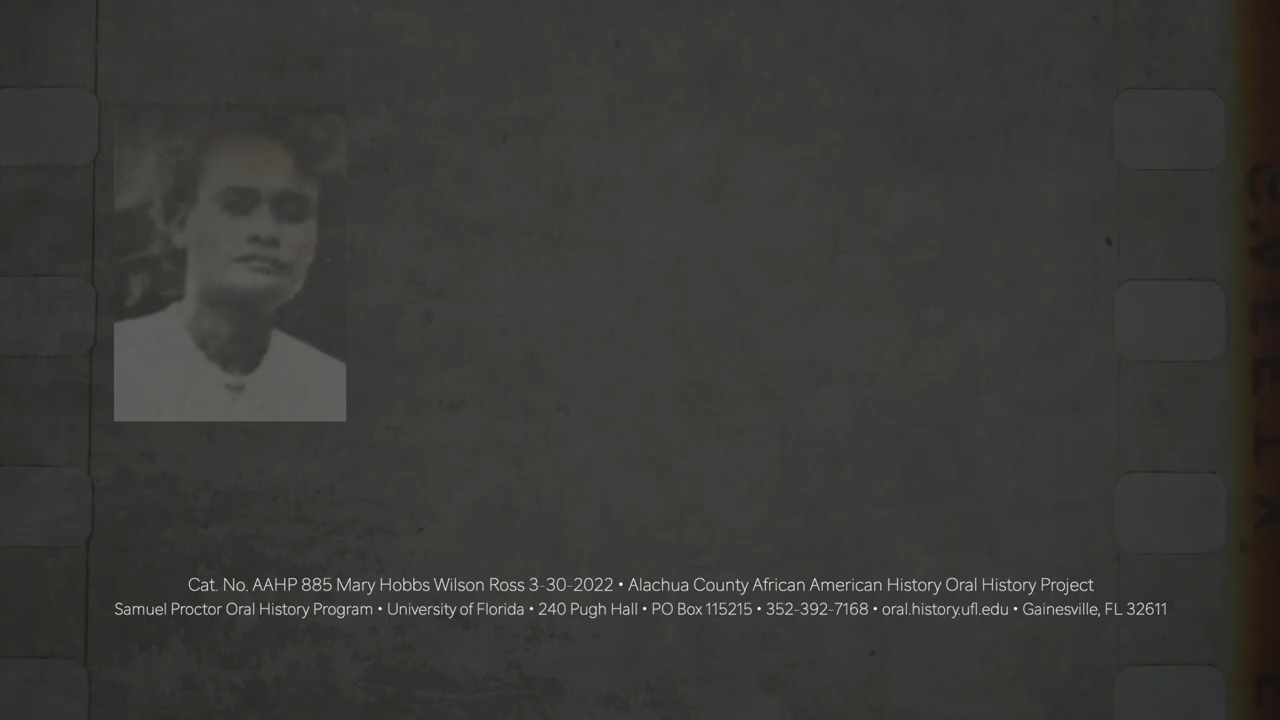 Cat. No. AAHP 885 Mary Hobbs Wilson Ross 3-30-2022 • Alachua County African American History Oral History Project
Samuel Proctor Oral History Program • University of Florida • 240 Pugh Hall • PO Box 115215 • 352-392-7168 • oral.history.ufl.edu • Gainesville, FL 32611